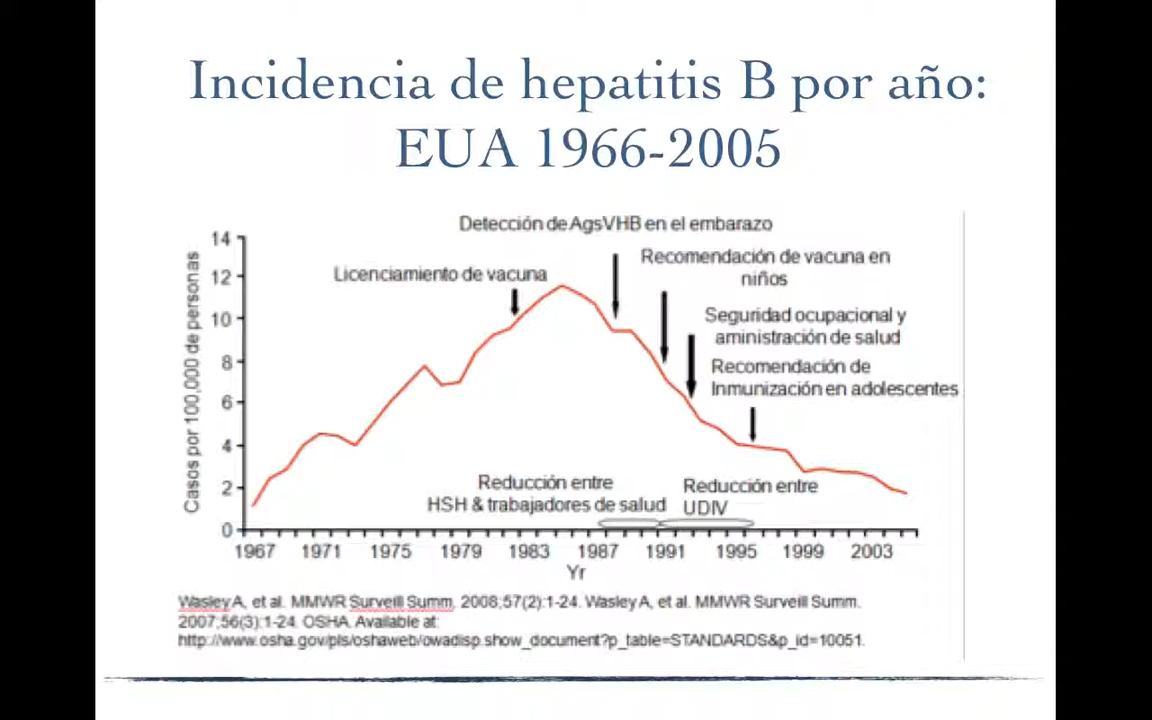 Incidencia de hepatitis B por año:
EUA 1966-2005
Detección de AgsVHB en el embarazo
Recomendación de vacuna en
niños
Licenciamiento de vacuna
Seguridad ocupacional y
aministración de salud
Recomendación de
Inmunización en adolescentes
Casos por 100,000 de personas
14
12
10
8
6
4
2
0
Reducción entre
HSH & trabajadores de salud
Reducción entre
UDIV
1967 1971 1975 1979 1983 1987 1991 1995 1999 2003
Yr
Wasley A, et al. MMWR Surveill Summ. 2008;57(2):1-24. Wasley A, et al. MMWR Surveill Summ.
2007;56(3):1-24. OSHA. Available at:
http://www.osha.gov/pls/oshaweb/owadisp.show_document?p_table=STANDARDS&p_id=10051.